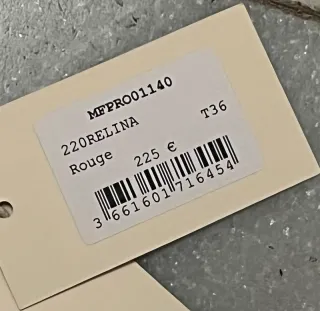 MFPRO01140
220RELINA T36
Rouge 225 €
3 661601 716454